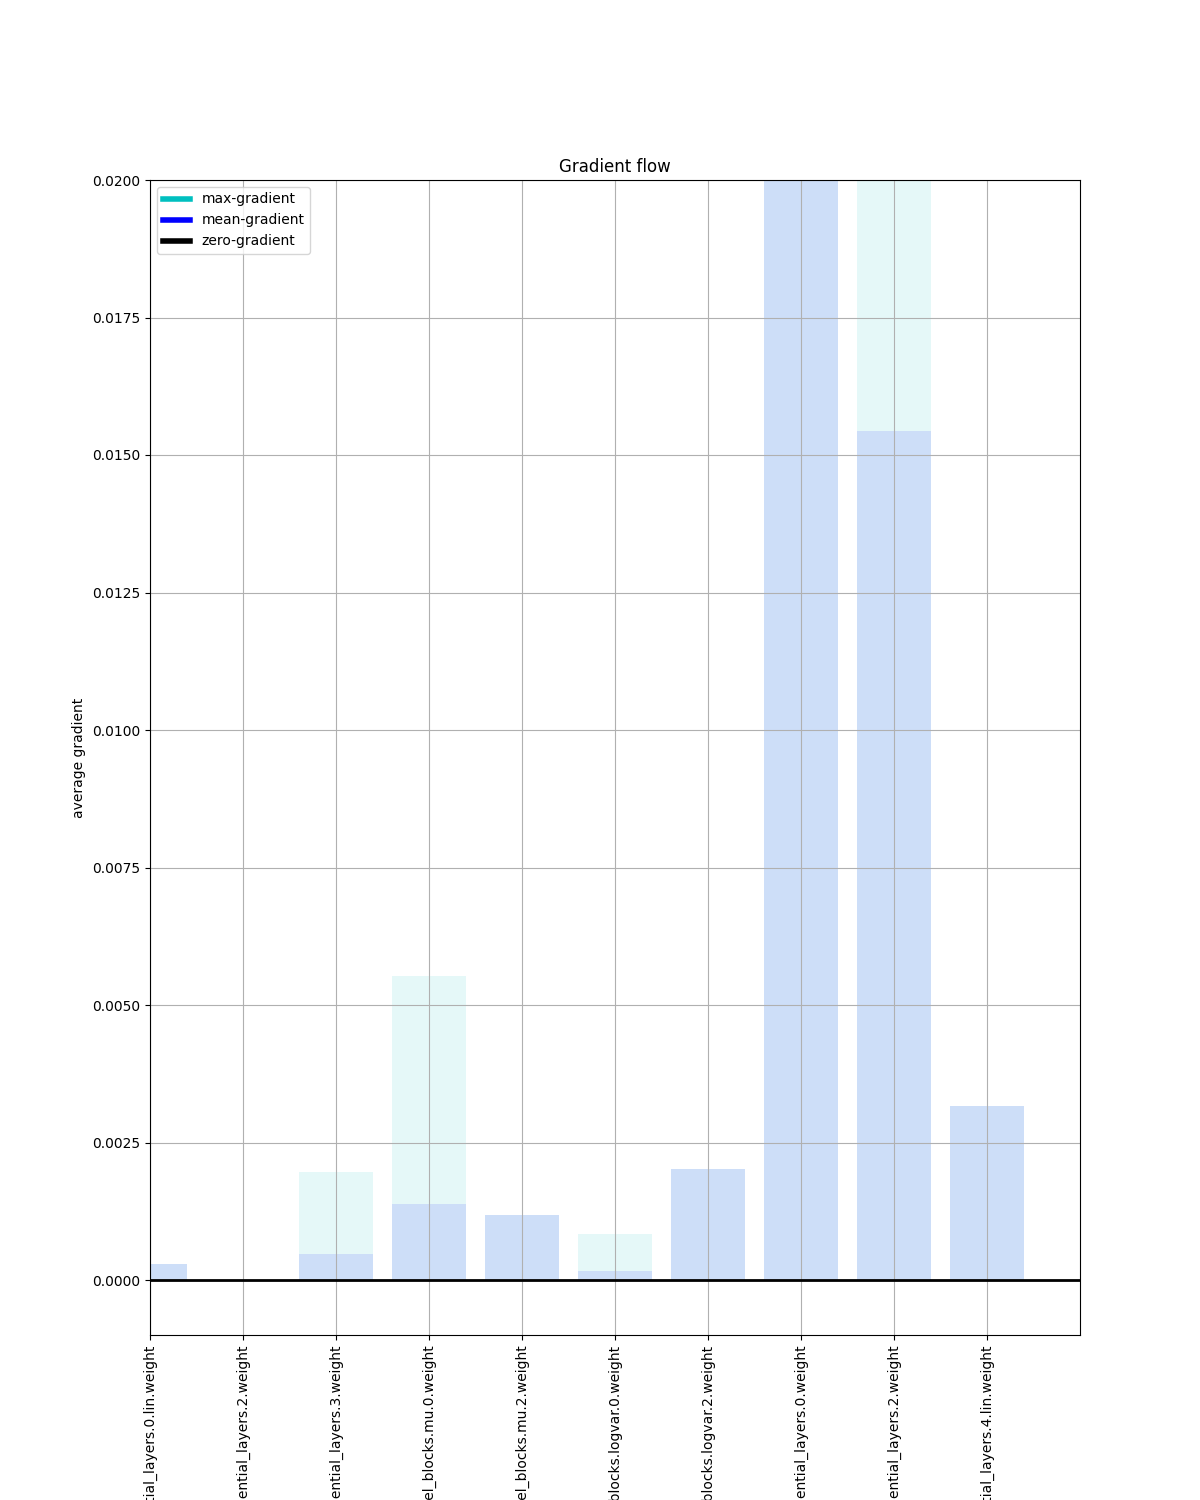 Gradient flow
max-gradient
mean-gradient
zero-gradient
0.0200
0.0175
0.0150
0.0125
0.0100
0.0075
0.0050
0.0025
0.0000
average gradient
tial_layers.0.lin.weight
ential_layers.2.weight
ential_layers.3.weight
el_blocks.mu.0.weight
el_blocks.mu.2.weight
blocks.logvar.0.weight
blocks.logvar.2.weight
ential_layers.0.weight
ential_layers.2.weight
tial_layers.4.lin.weight